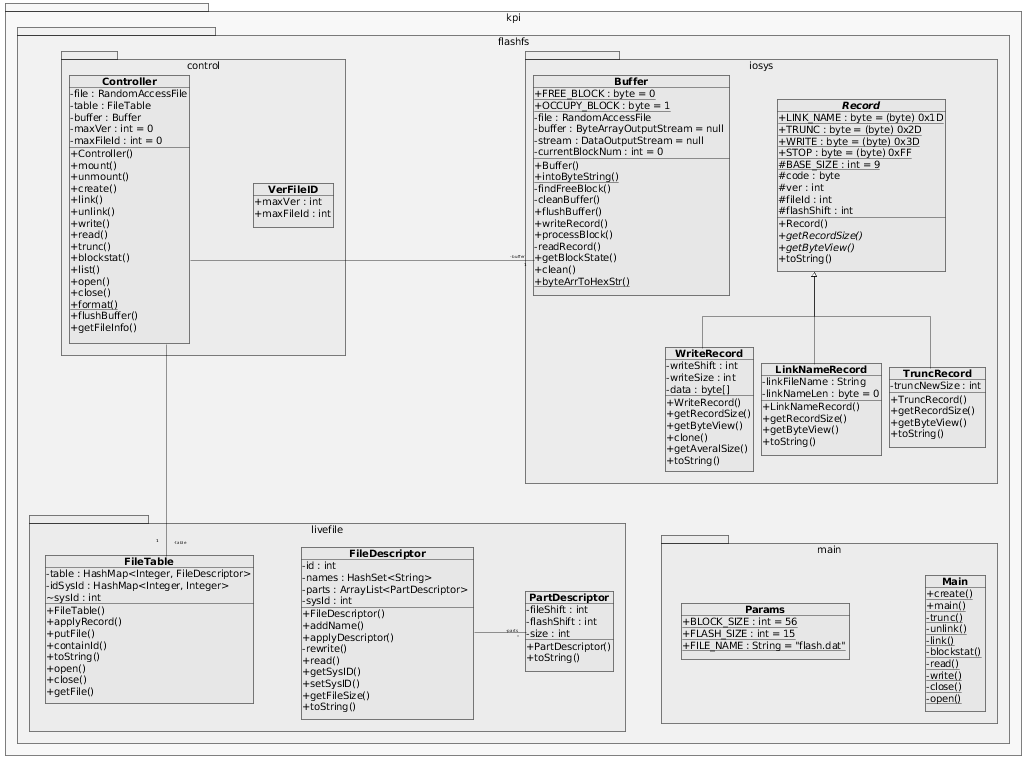 kpi
flashfs
control
Controller
-file : RandomAccessFile
-table : FileTable
-buffer : Buffer
-maxVer : int = 0
-maxFileId : int = 0
+Controller()
+mount()
+unmount()
+create()
+link()
+unlink()
+write()
+read()
+trunc()
+blockstat()
+list()
+open()
+close()
+format()
+flushBuffer()
+getFileInfo()
VerFileID
+maxVer : int
+maxFileId : int
-buffer
1
iosys
Buffer
+FREE_BLOCK : byte = 0
+OCCUPY_BLOCK : byte = 1
-file : RandomAccessFile
-buffer : ByteArrayOutputStream = null
-stream : DataOutputStream = null
-currentBlockNum : int = 0
+Buffer()
+intoByteString()
-findFreeBlock()
-cleanBuffer()
+flushBuffer()
+writeRecord()
+processBlock()
-readRecord()
+getBlockState()
+clean()
+byteArrToHexStr()
Record
+LINK_NAME : byte = (byte) 0x1D
+TRUNC : byte = (byte) 0x2D
+WRITE : byte = (byte) 0x3D
+STOP : byte = (byte) 0xFF
#BASE_SIZE : int = 9
#code : byte
#ver : int
#fileId : int
#flashShift : int
+Record()
+getRecordSize()
+getByteView()
+toString()
WriteRecord
-writeShift : int
-writeSize : int
-data : byte[]
+WriteRecord()
+getRecordSize()
+getByteView()
+clone()
+getAveralSize()
+toString()
LinkNameRecord
-linkFileName : String
-linkNameLen : byte = 0
+LinkNameRecord()
+getRecordSize()
+getByteView()
+toString()
TruncRecord
-truncNewSize : int
+TruncRecord()
+getRecordSize()
+getByteView()
+toString()
livefile
1
-table
FileTable
-table : HashMap<Integer, FileDescriptor>
-idSysId : HashMap<Integer, Integer>
~sysId : int
+FileTable()
+applyRecord()
+putFile()
+containId()
+toString()
+open()
+close()
+getFile()
FileDescriptor
-id : int
-names : HashSet<String>
-parts : ArrayList<PartDescriptor>
-sysId : int
+FileDescriptor()
+addName()
+applyDescriptor()
-rewrite()
+read()
+getSysID()
+setSysID()
+getFileSize()
+toString()
-parts
PartDescriptor
-fileShift : int
-flashShift : int
-size : int
+PartDescriptor()
+toString()
main
Params
+BLOCK_SIZE : int = 56
+FLASH_SIZE : int = 15
+FILE_NAME : String = "flash.dat"
Main
+create()
+main()
-trunc()
-unlink()
-link()
-blockstat()
-read()
-write()
-close()
-open()